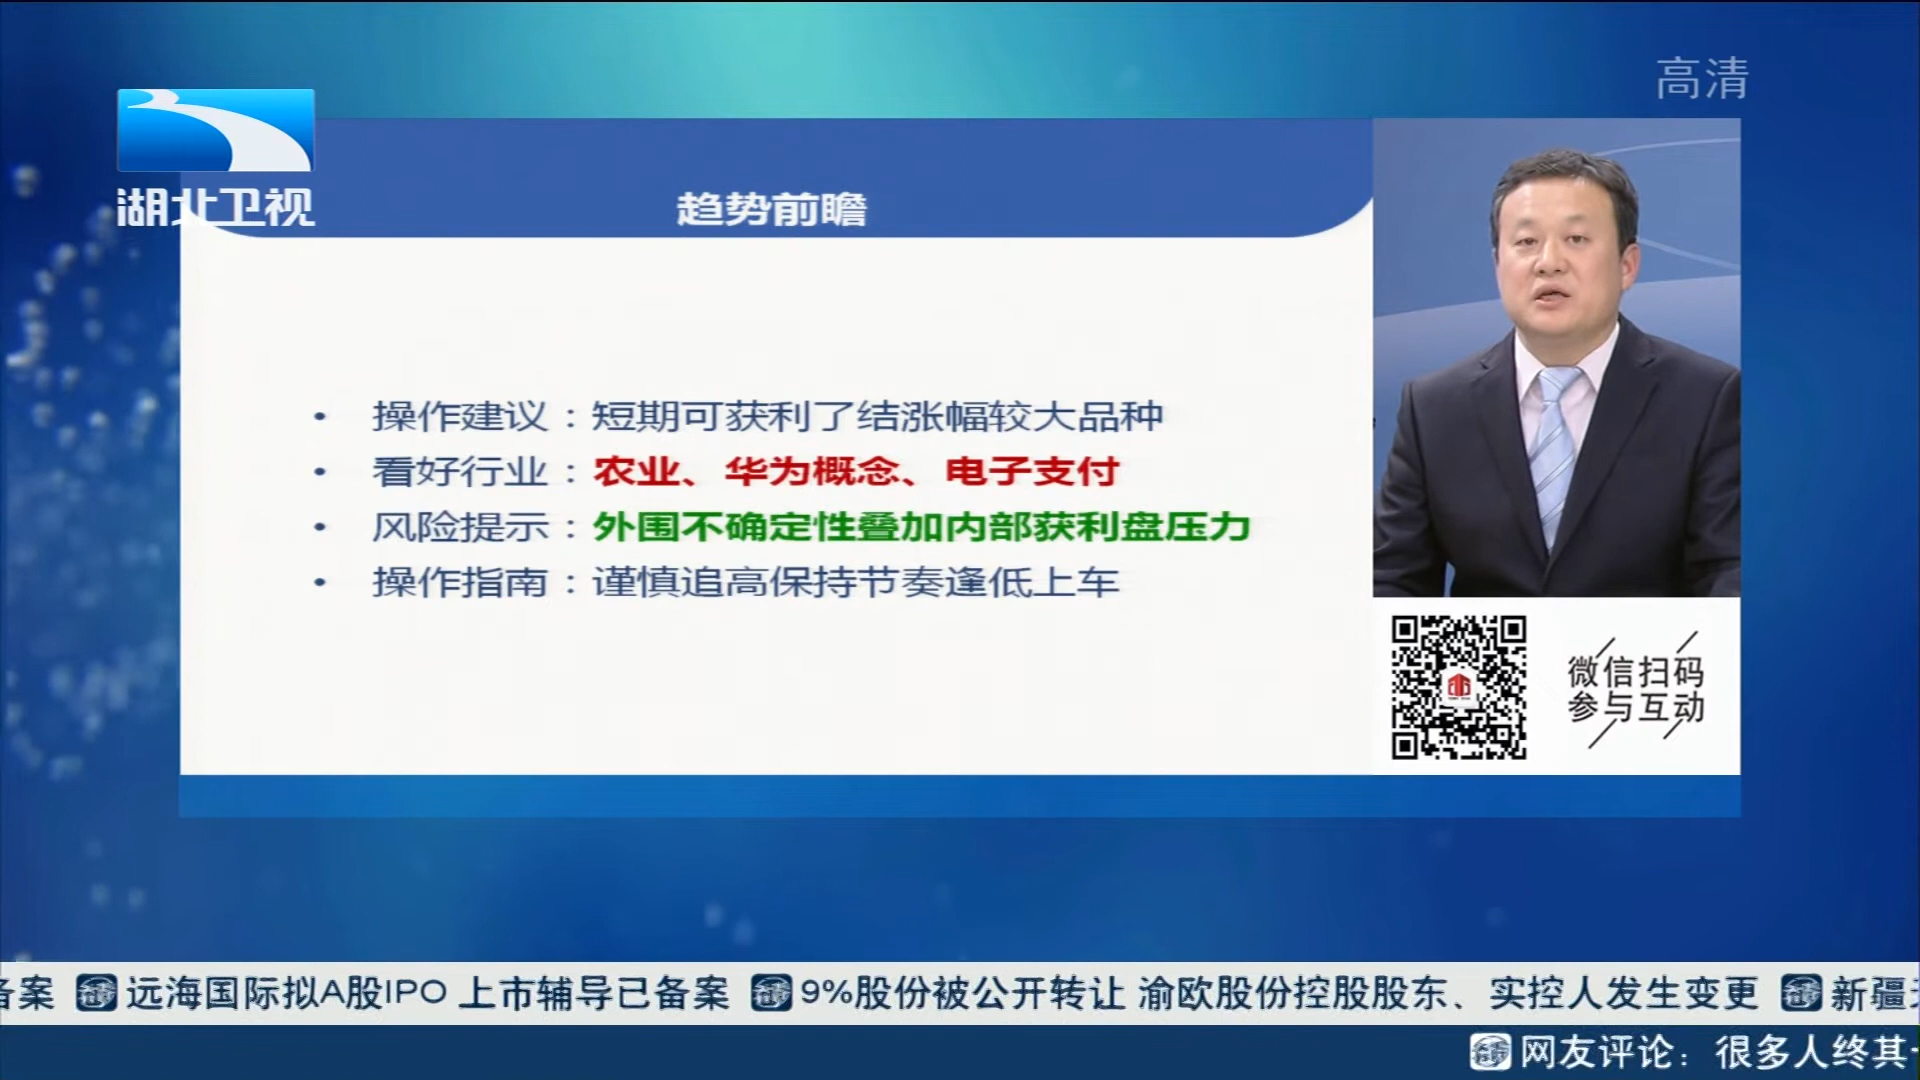 高清
湖北卫视
趋势前瞻
• 操作建议：短期可获利了结涨幅较大品种
• 看好行业：农业、华为概念、电子支付
• 风险提示：外围不确定性叠加内部获利盘压力
• 操作指南：谨慎追高保持节奏逢低上车
微信扫码
参与互动
备案 远海国际拟A股IPO 上市辅导已备案 9%股份被公开转让 渝欧股份控股股东、实控人发生变更 新疆
网友评论：很多人终其一